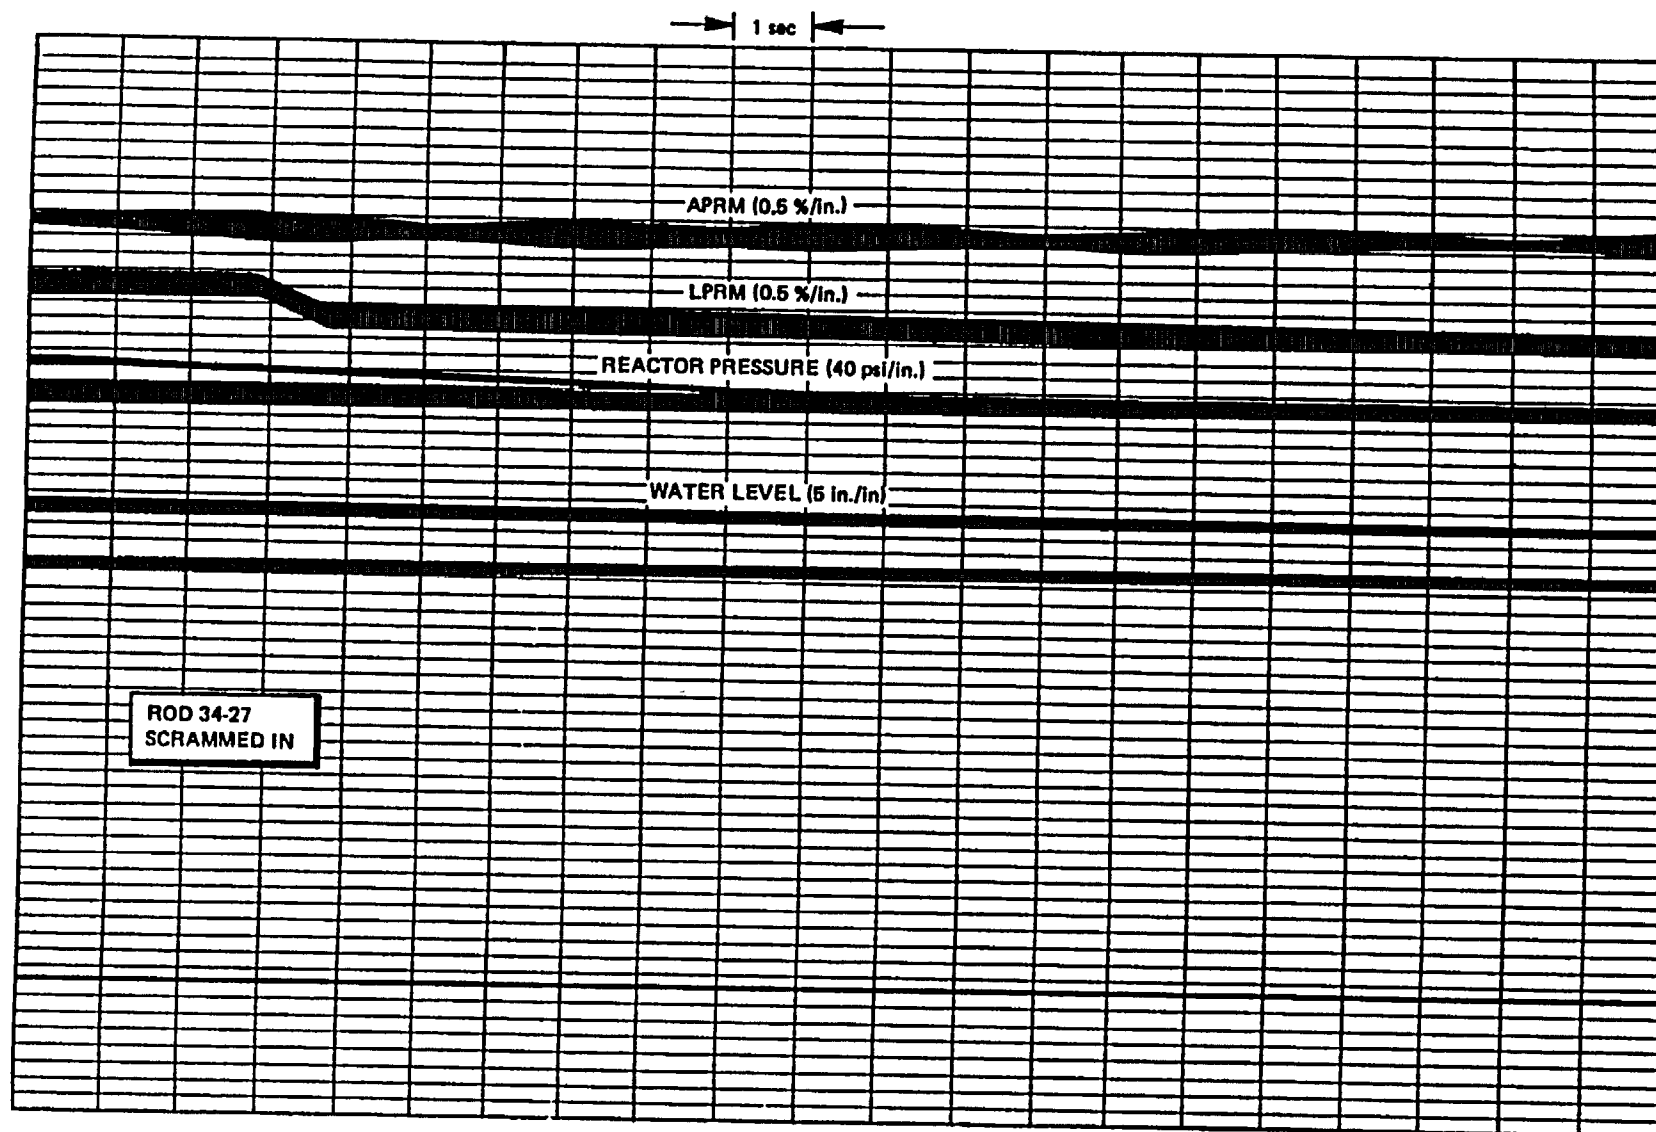 1 sec
APRM (0.5 %/in.)
LPRM (0.5 %/in.)
REACTOR PRESSURE (40 psi/in.)
WATER LEVEL (5 in./in)
ROD 34-27
SCRAMMED IN